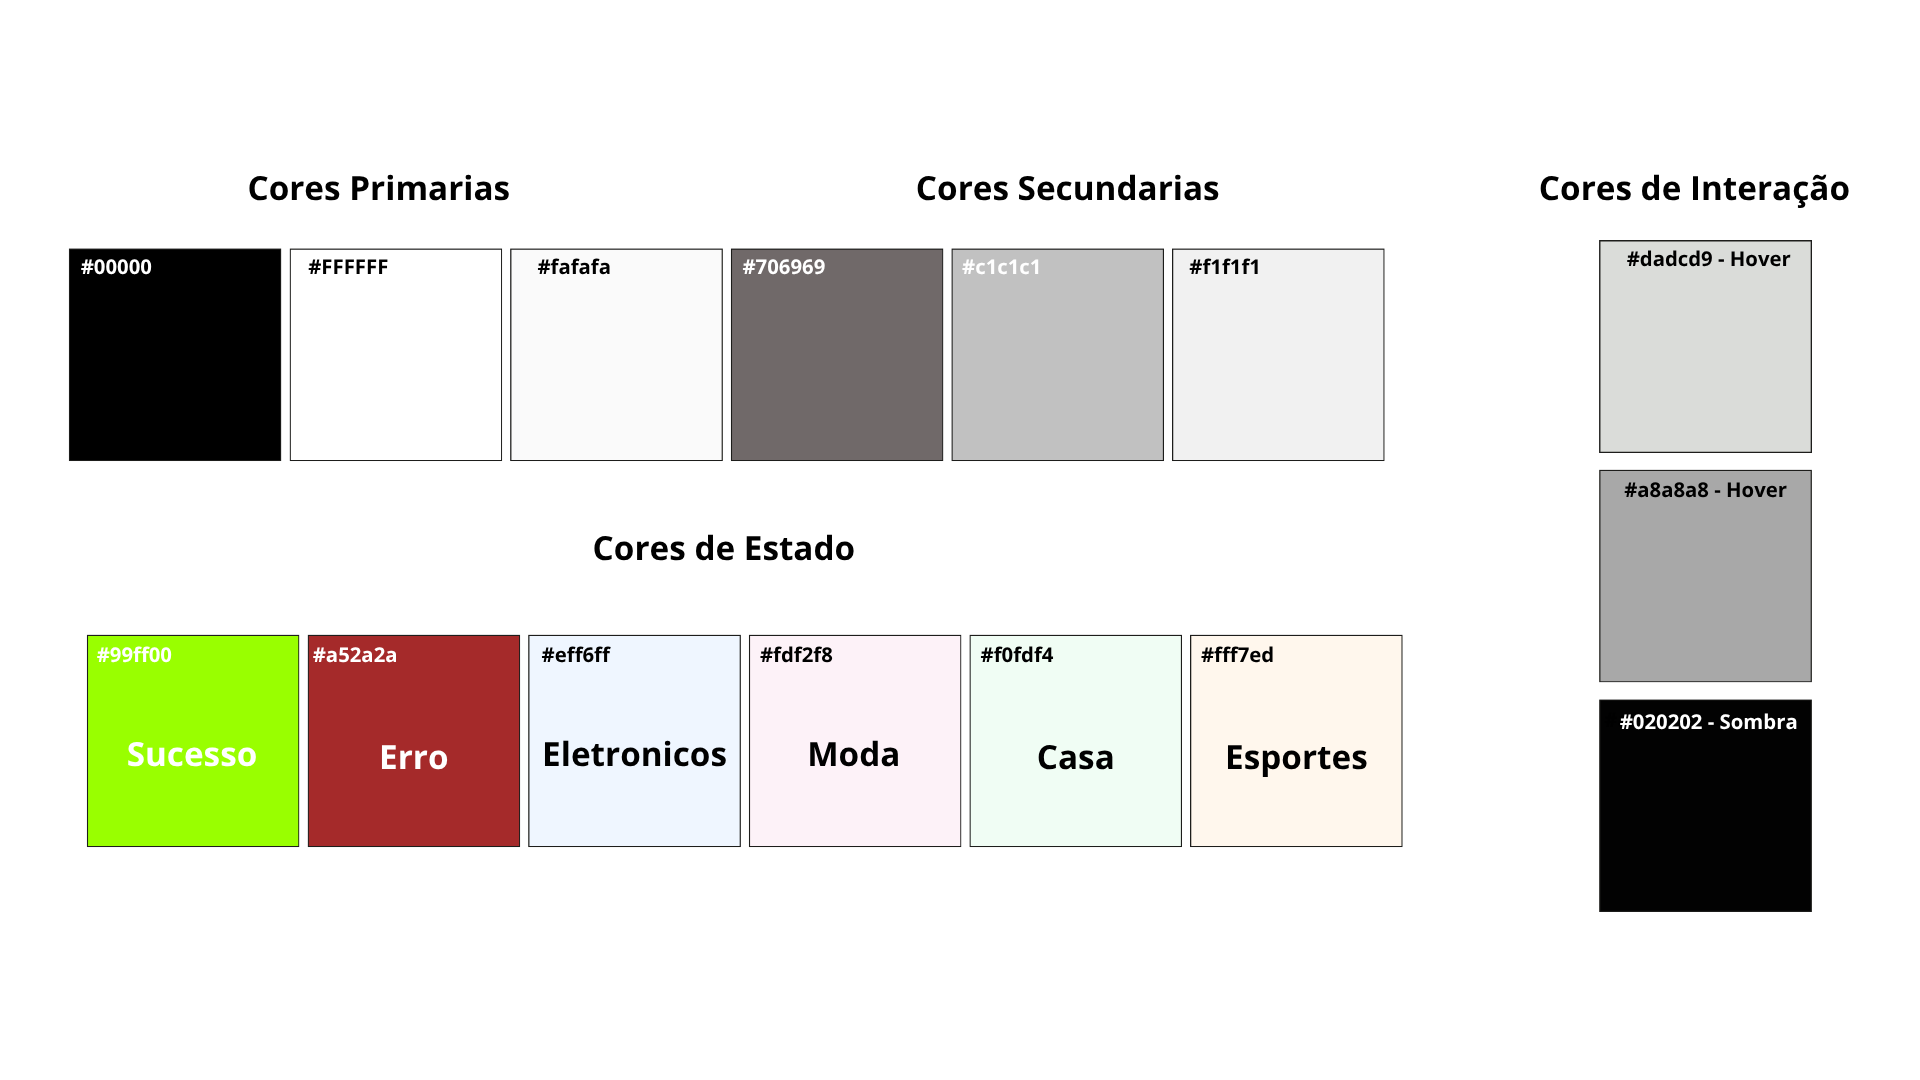 Cores Primarias
Cores Secundarias
Cores de Interação
#00000
#FFFFFF
#fafafa
#706969
#c1c1c1
#f1f1f1
#dadcd9 - Hover
#a8a8a8 - Hover
#020202 - Sombra
Cores de Estado
#99ff00
Sucesso
#a52a2a
Erro
#eff6ff
Eletronicos
#fdf2f8
Moda
#f0fdf4
Casa
#fff7ed
Esportes